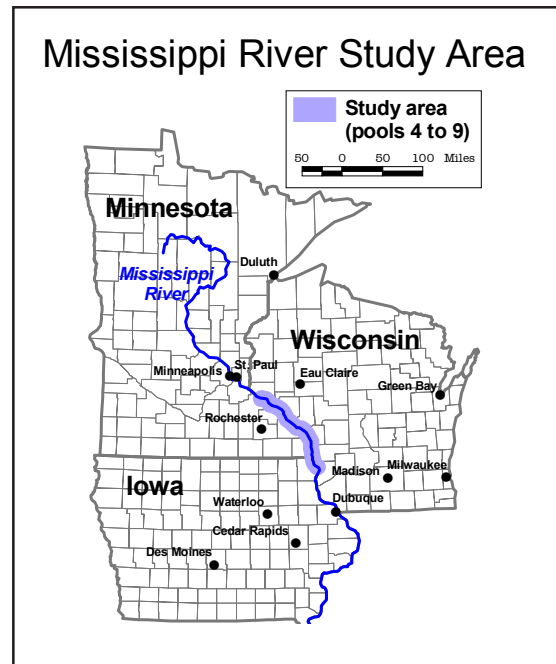 Mississippi River Study Area
Study area
(pools 4 to 9)
50 0 50 100 Miles
Minnesota
Duluth
Mississippi
River
Wisconsin
Minneapolis
St. Paul
Eau Claire
Green Bay
Rochester
Madison
Milwaukee
Iowa
Waterloo
Dubuque
Cedar Rapids
Des Moines